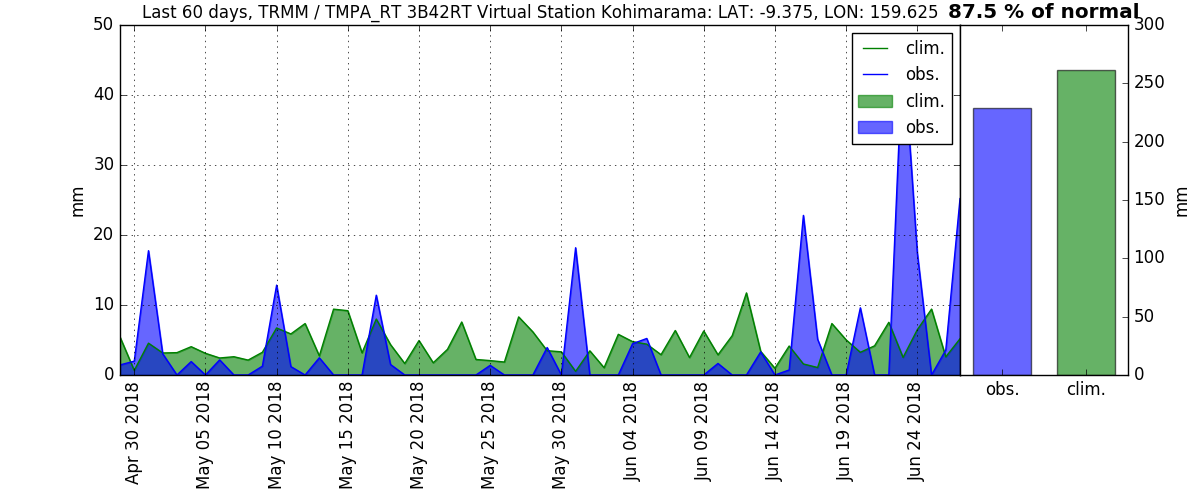 Last 60 days, TRMM / TMPA_RT 3B42RT Virtual Station Kohimarama: LAT: -9.375, LON: 159.625 87.5 % of normal
50
40
30
20
10
0
mm
clim.
obs.
clim.
obs.
Apr 30 2018
May 05 2018
May 10 2018
May 15 2018
May 20 2018
May 25 2018
May 30 2018
Jun 04 2018
Jun 09 2018
Jun 14 2018
Jun 19 2018
Jun 24 2018
300
250
200
150
100
50
0
mm
obs.
clim.